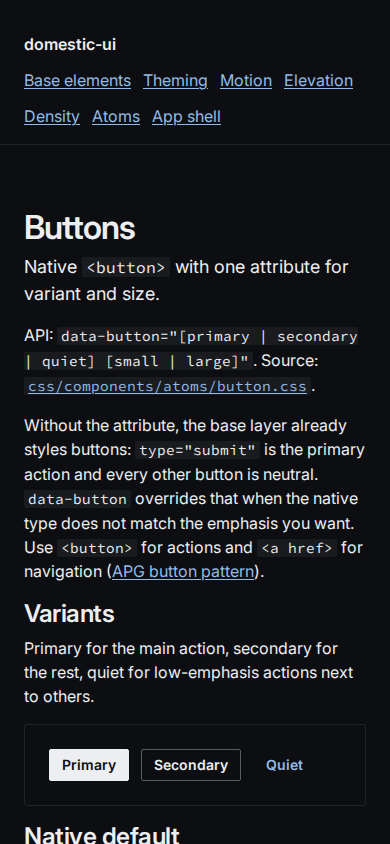 domestic-ui
Base elements Theming Motion Elevation
Density Atoms App shell
Buttons
Native <button> with one attribute for
variant and size.
API: data-button="[primary | secondary
| quiet] [small | large]". Source:
css/components/atoms/button.css.
Without the attribute, the base layer already
styles buttons: type="submit" is the primary
action and every other button is neutral.
data-button overrides that when the native
type does not match the emphasis you want.
Use <button> for actions and <a href> for
navigation (APG button pattern).
Variants
Primary for the main action, secondary for
the rest, quiet for low-emphasis actions next
to others.
Primary Secondary Quiet
Native default